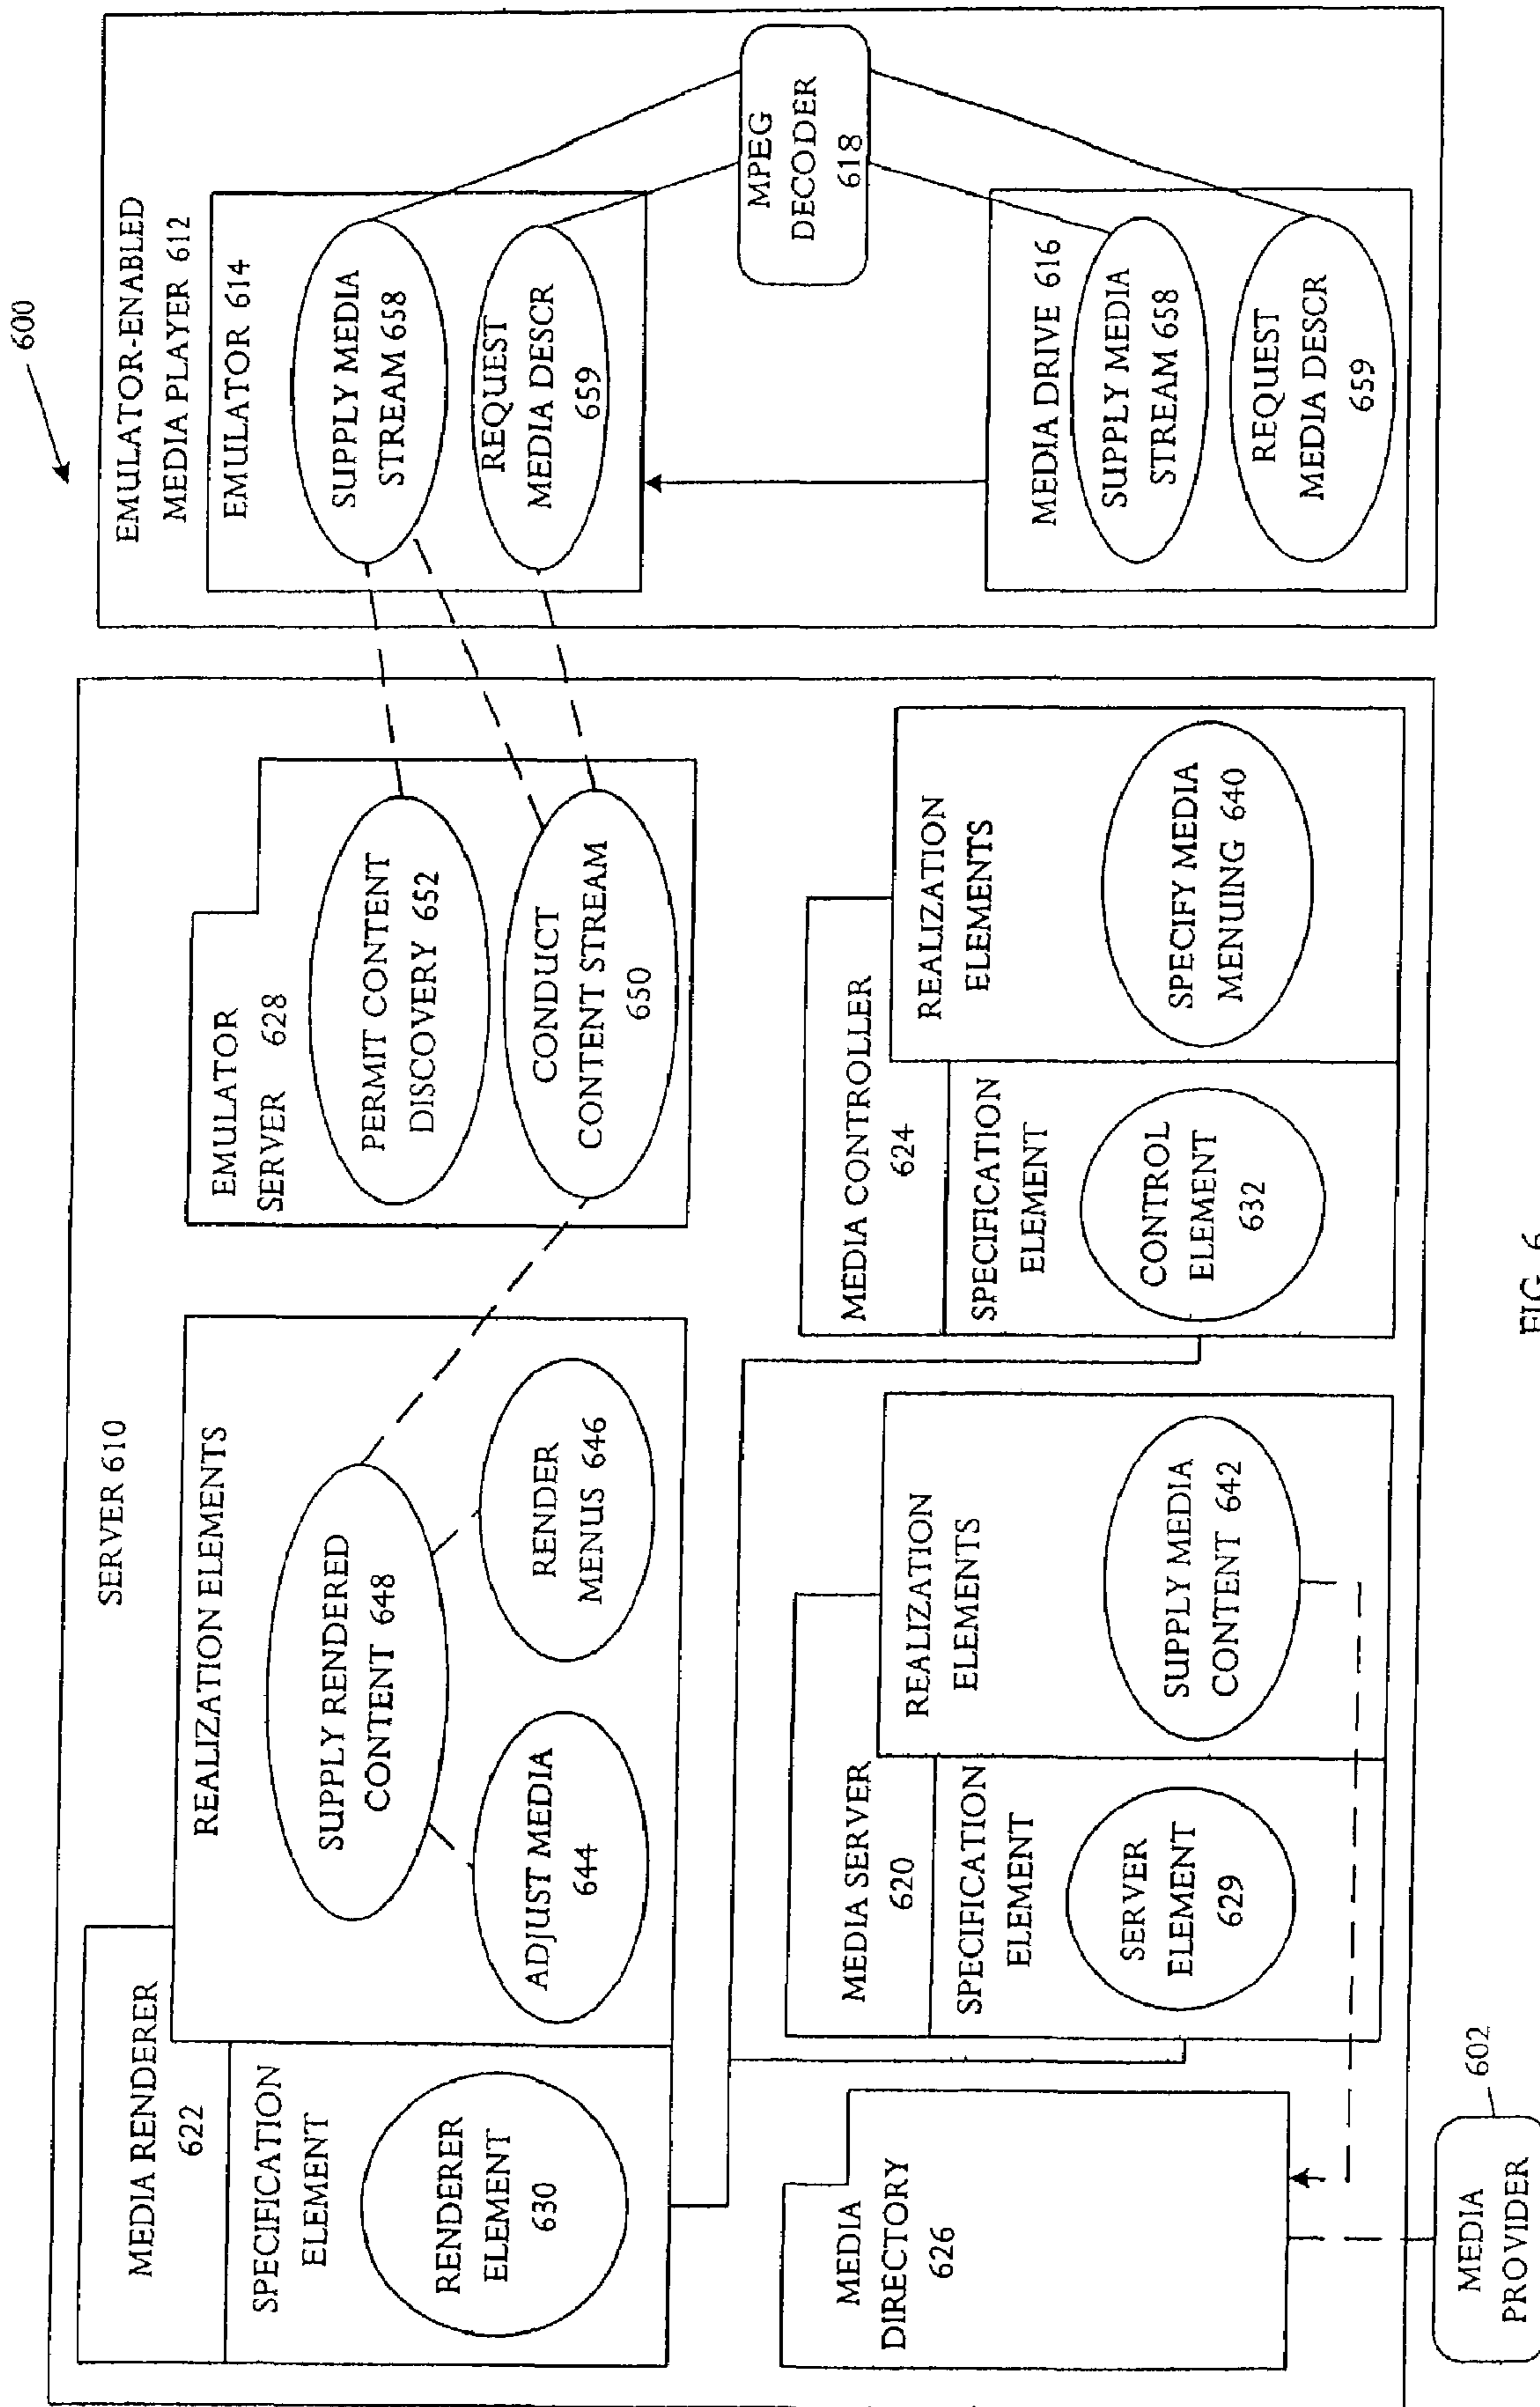 600
SERVER 610
MEDIA RENDERER
622
SPECIFICATION
ELEMENT
RENDERER
ELEMENT
630
REALIZATION ELEMENTS
SUPPLY RENDERED
CONTENT 648
ADJUST MEDIA
644
RENDER
MENUS 646
EMULATOR
SERVER 628
PERMIT CONTENT
DISCOVERY 652
CONDUCT
CONTENT STREAM
650
MEDIA
DIRECTORY
626
MEDIA SERVER
620
SPECIFICATION
ELEMENT
SERVER
ELEMENT
629
REALIZATION
ELEMENTS
SUPPLY MEDIA
CONTENT 642
MEDIA CONTROLLER
624
SPECIFICATION
ELEMENT
CONTROL
ELEMENT
632
REALIZATION
ELEMENTS
SPECIFY MEDIA
MENUING 640
EMULATOR-ENABLED
MEDIA PLAYER 612
EMULATOR 614
SUPPLY MEDIA
STREAM 658
REQUEST
MEDIA DESCR
659
MPEG
DECODER
618
MEDIA DRIVE 616
SUPPLY MEDIA
STREAM 658
REQUEST
MEDIA DESCR
659
MEDIA
PROVIDER
602
FIG. 6